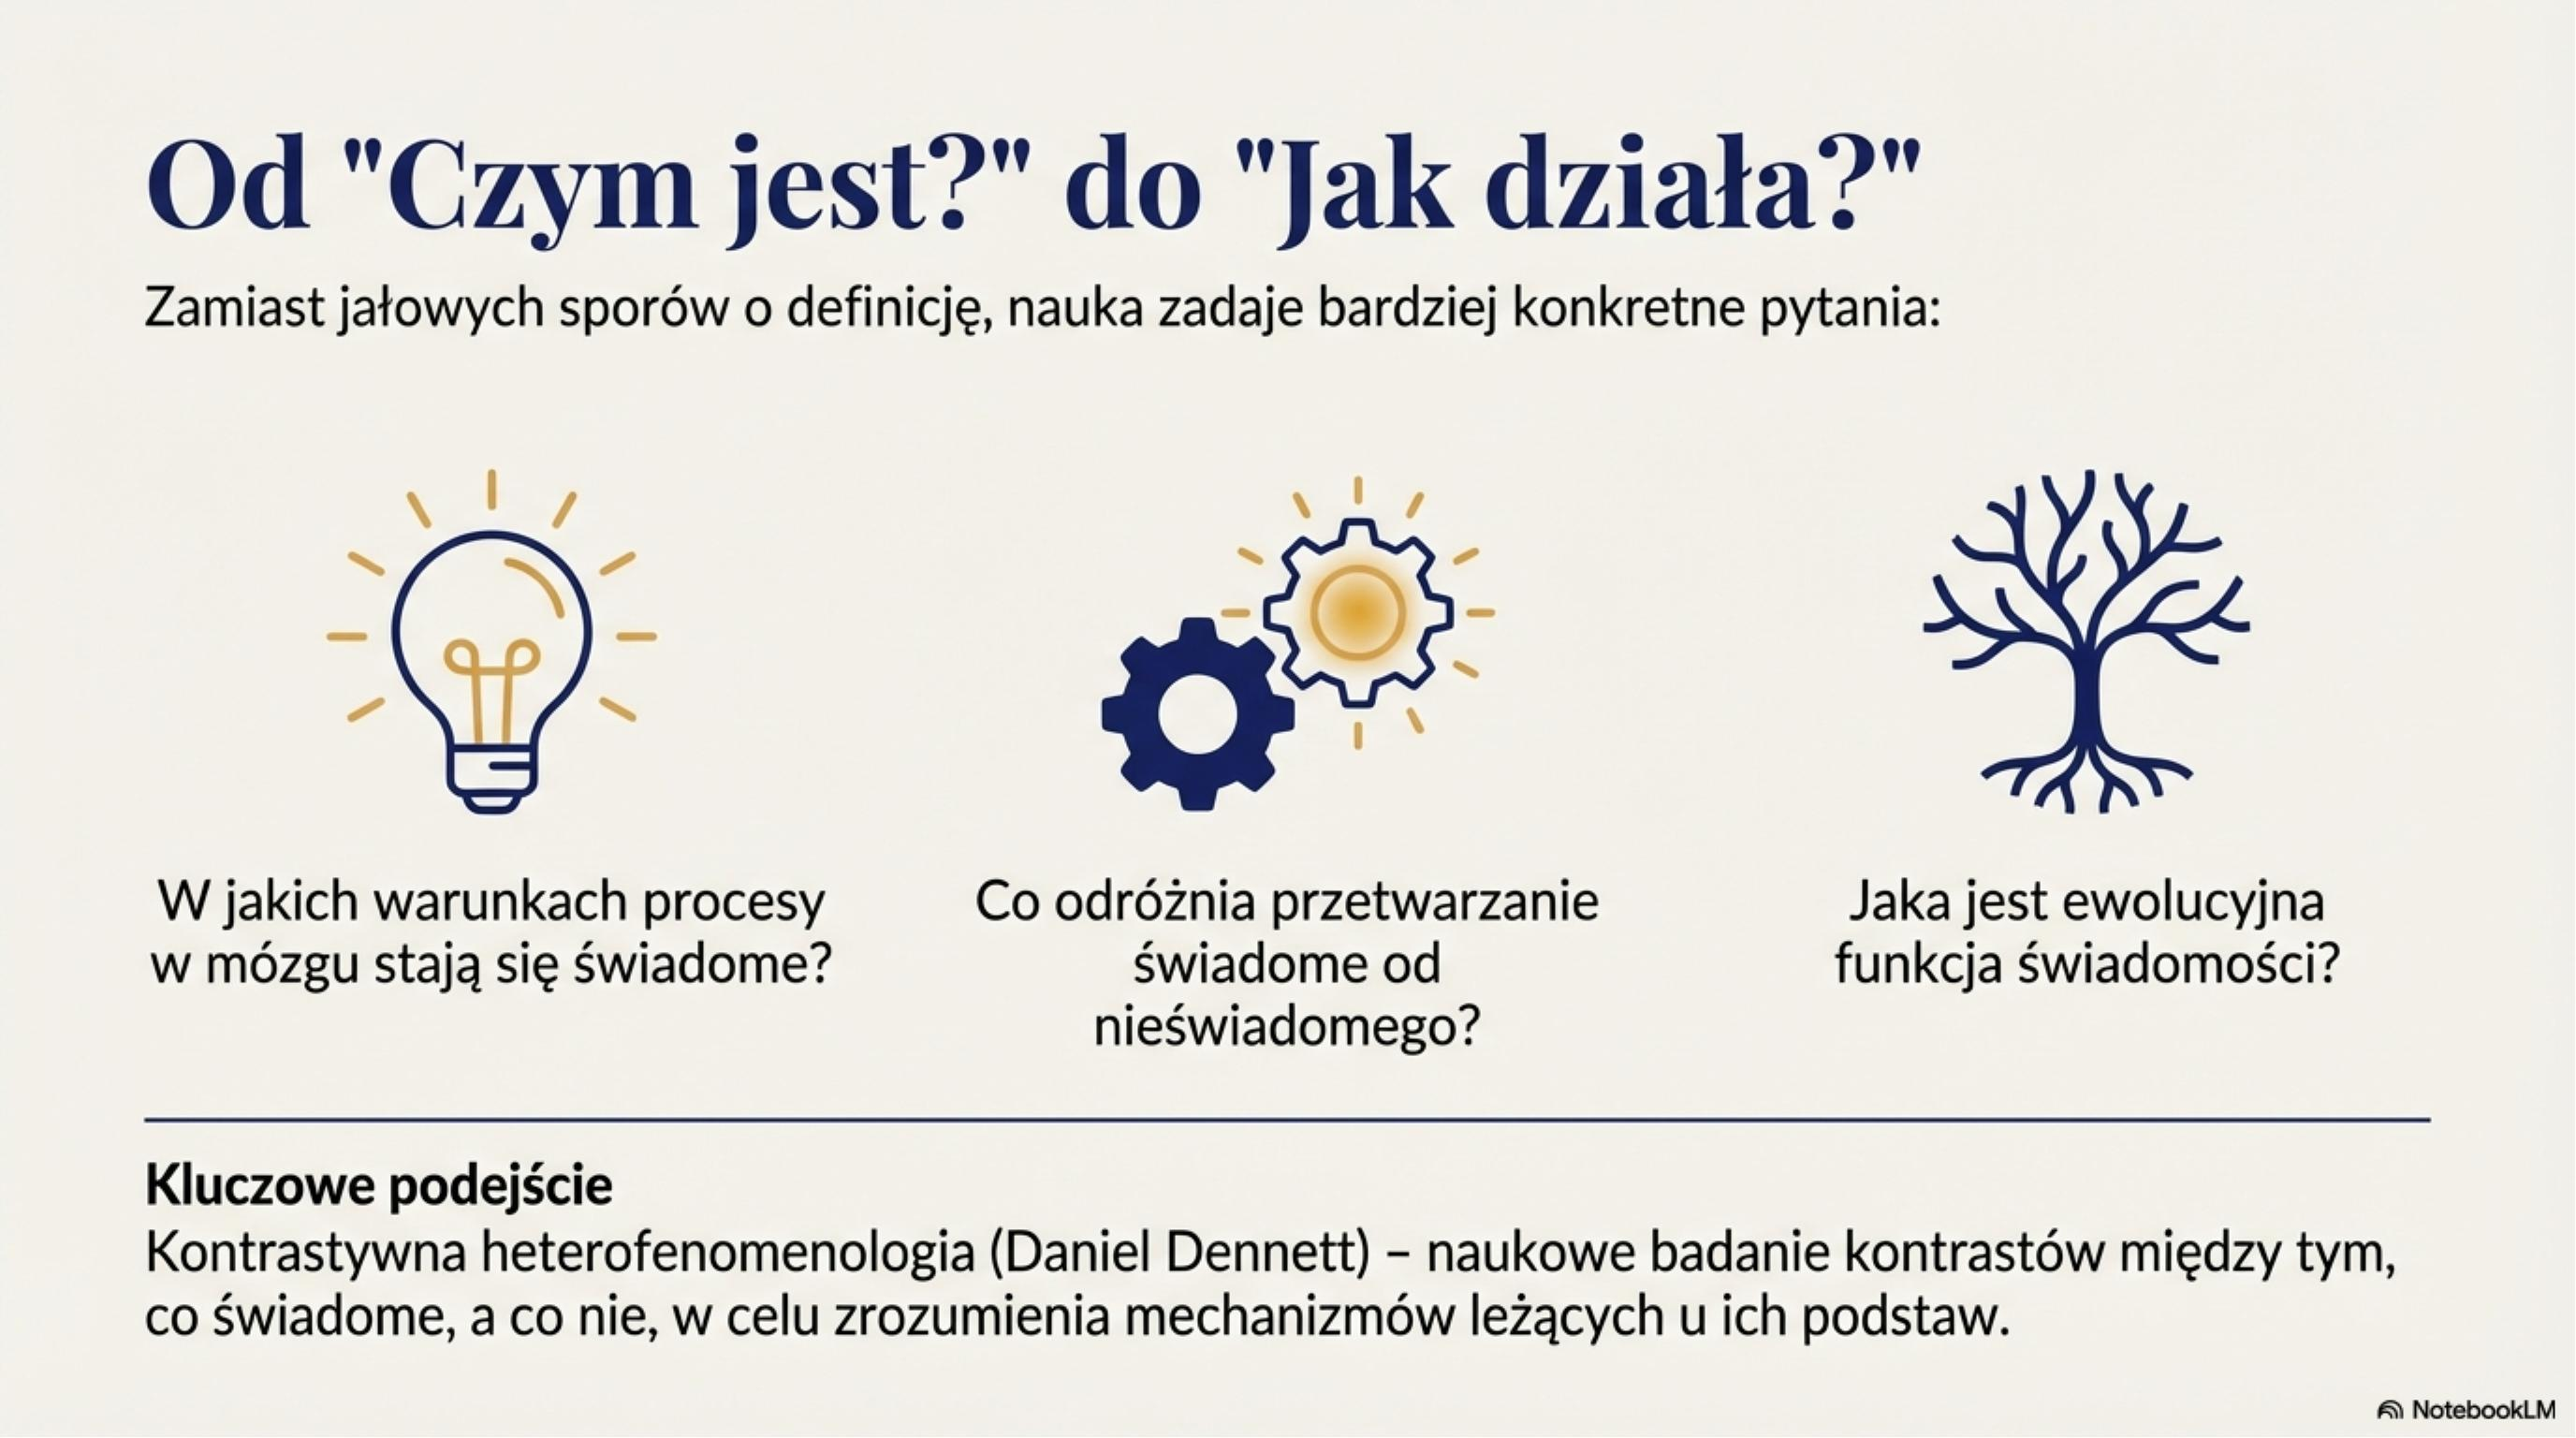 Od "Czym jest?" do "Jak działa?"
Zamiast jałowych sporów o definicję, nauka zadaje bardziej konkretne pytania:
W jakich warunkach procesy
w mózgu stają się świadome?
Co odróżnia przetwarzanie
świadome od
nieświadomego?
Jaka jest ewolucyjna
funkcja świadomości?
Kluczowe podejście
Kontrastywna heterofenomenologia (Daniel Dennett) – naukowe badanie kontrastów między tym,
co świadome, a co nie, w celu zrozumienia mechanizmów leżących u ich podstaw.
NotebookLM